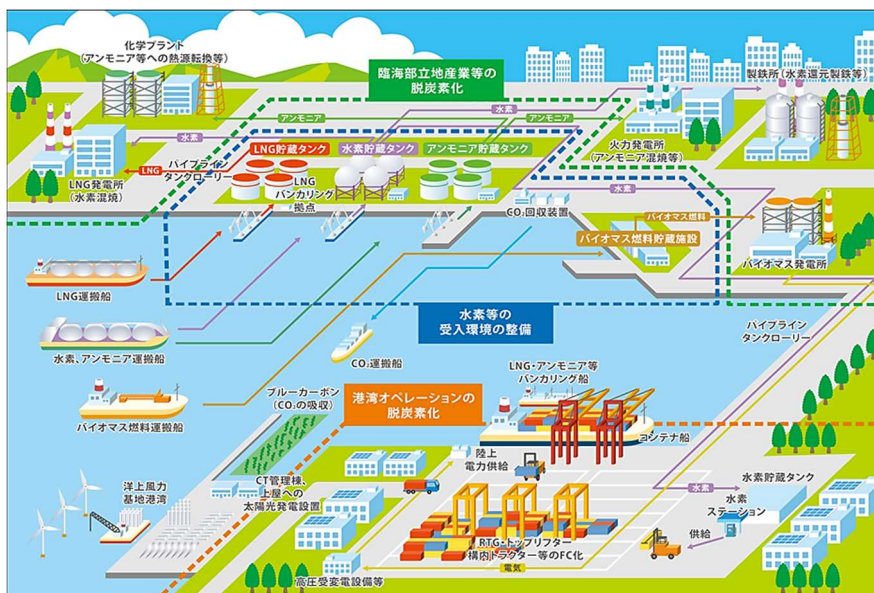 化学プラント
(アンモニア等への熱源転換等)
臨海部立地産業等の
脱炭素化
製鉄所(水素還元製鉄等)
アンモニア
アンモニア
水素
水素
LNG貯蔵タンク
水素貯蔵タンク
アンモニア貯蔵タンク
火力発電所
(アンモニア混焼等)
LNG
パイプライン
タンクローリー
LNG発電所
(水素混焼)
LNG
バンカリング
拠点
CO₂回収装置
水素
バイオマス燃料
バイオマス燃料貯蔵施設
バイオマス発電所
LNG運搬船
水素等の
受入環境の整備
パイプライン
タンクローリー
水素、アンモニア運搬船
CO₂運搬船
LNG・アンモニア等
バンカリング船
ブルーカーボン
(CO₂の吸収)
港湾オペレーションの
脱炭素化
バイオマス燃料運搬船
コンテナ船
陸上
電力供給
洋上風力
基地港湾
CT管理棟、
上屋への
太陽光発電設置
水素貯蔵タンク
水素
水素
ステーション
供給
RTG・トップリフター
構内トラクター等のFC化
電気
高圧受変電設備等